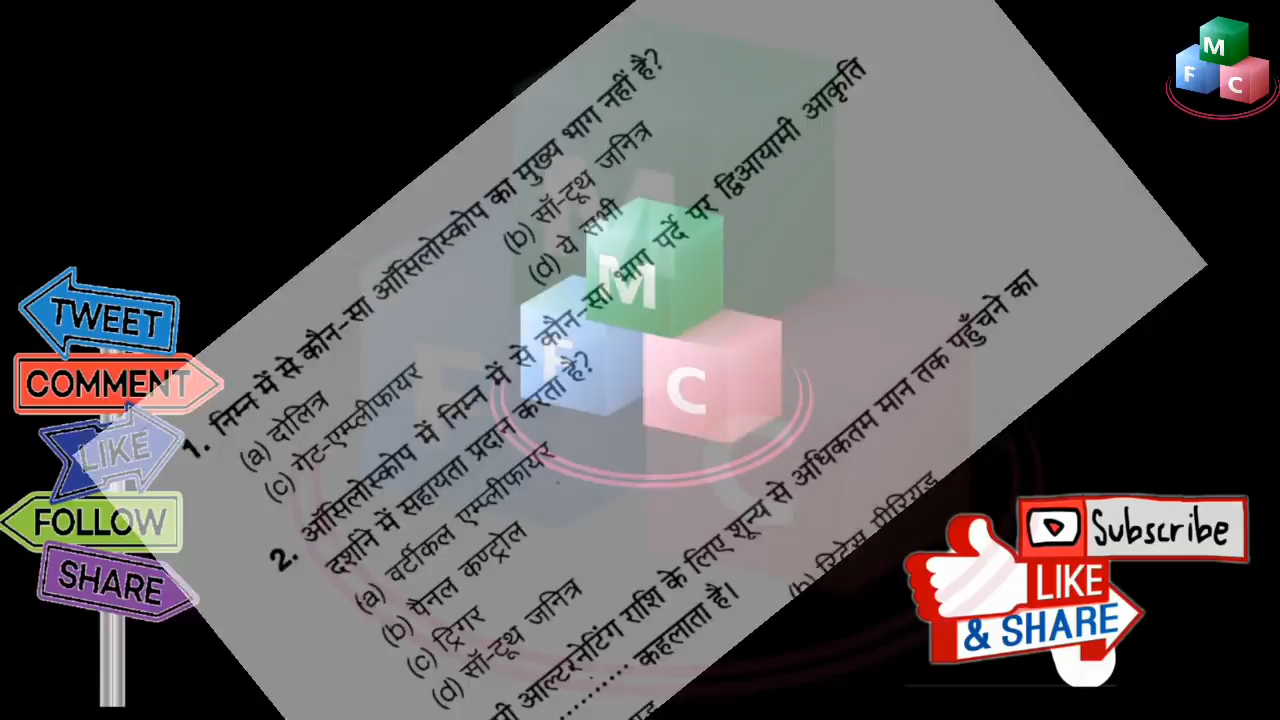 1. निम्न में से कौन-सा ऑसिलोस्कोप का मुख्य भाग नहीं है?
(a) दोलित्र
(b) सॉ-टूथ जनित्र
(c) गेट-एम्प्लीफायर
(d) ये सभी
2. ऑसिलोस्कोप में निम्न में से कौन-सा भाग पर्दे पर द्विआयामी आकृति
दर्शाने में सहायता प्रदान करता है?
(a) वर्टीकल एम्प्लीफायर
(b) पैनल कण्ट्रोल
(c) ट्रिगर
(d) सॉ-टूथ जनित्र
आल्टरनेटिंग राशि के लिए शून्य से अधिकतम मान तक पहुँचने का
.......... कहलाता है।
(b)
M
F
C
M
F
C
TWEET
COMMENT
LIKE
FOLLOW
SHARE
Subscribe
LIKE
& SHARE